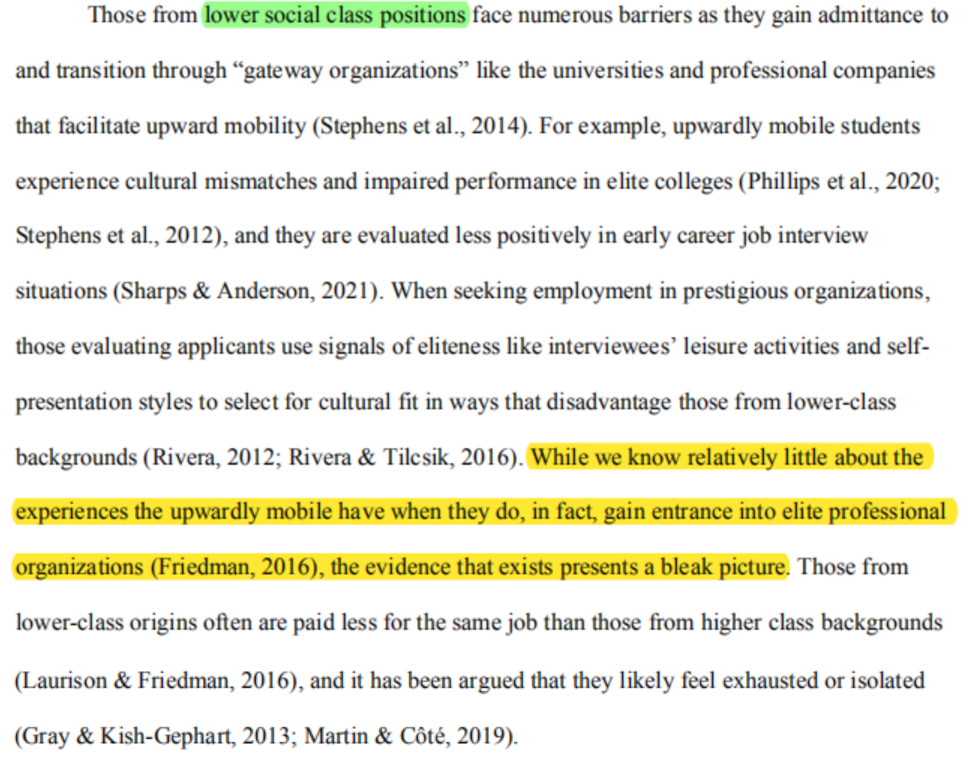 Those from lower social class positions face numerous barriers as they gain admittance to
and transition through “gateway organizations” like the universities and professional companies
that facilitate upward mobility (Stephens et al., 2014). For example, upwardly mobile students
experience cultural mismatches and impaired performance in elite colleges (Phillips et al., 2020;
Stephens et al., 2012), and they are evaluated less positively in early career job interview
situations (Sharps & Anderson, 2021). When seeking employment in prestigious organizations,
those evaluating applicants use signals of eliteness like interviewees’ leisure activities and self-
presentation styles to select for cultural fit in ways that disadvantage those from lower-class
backgrounds (Rivera, 2012; Rivera & Tilcsik, 2016). While we know relatively little about the
experiences the upwardly mobile have when they do, in fact, gain entrance into elite professional
organizations (Friedman, 2016), the evidence that exists presents a bleak picture. Those from
lower-class origins often are paid less for the same job than those from higher class backgrounds
(Laurison & Friedman, 2016), and it has been argued that they likely feel exhausted or isolated
(Gray & Kish-Gephart, 2013; Martin & Côté, 2019).